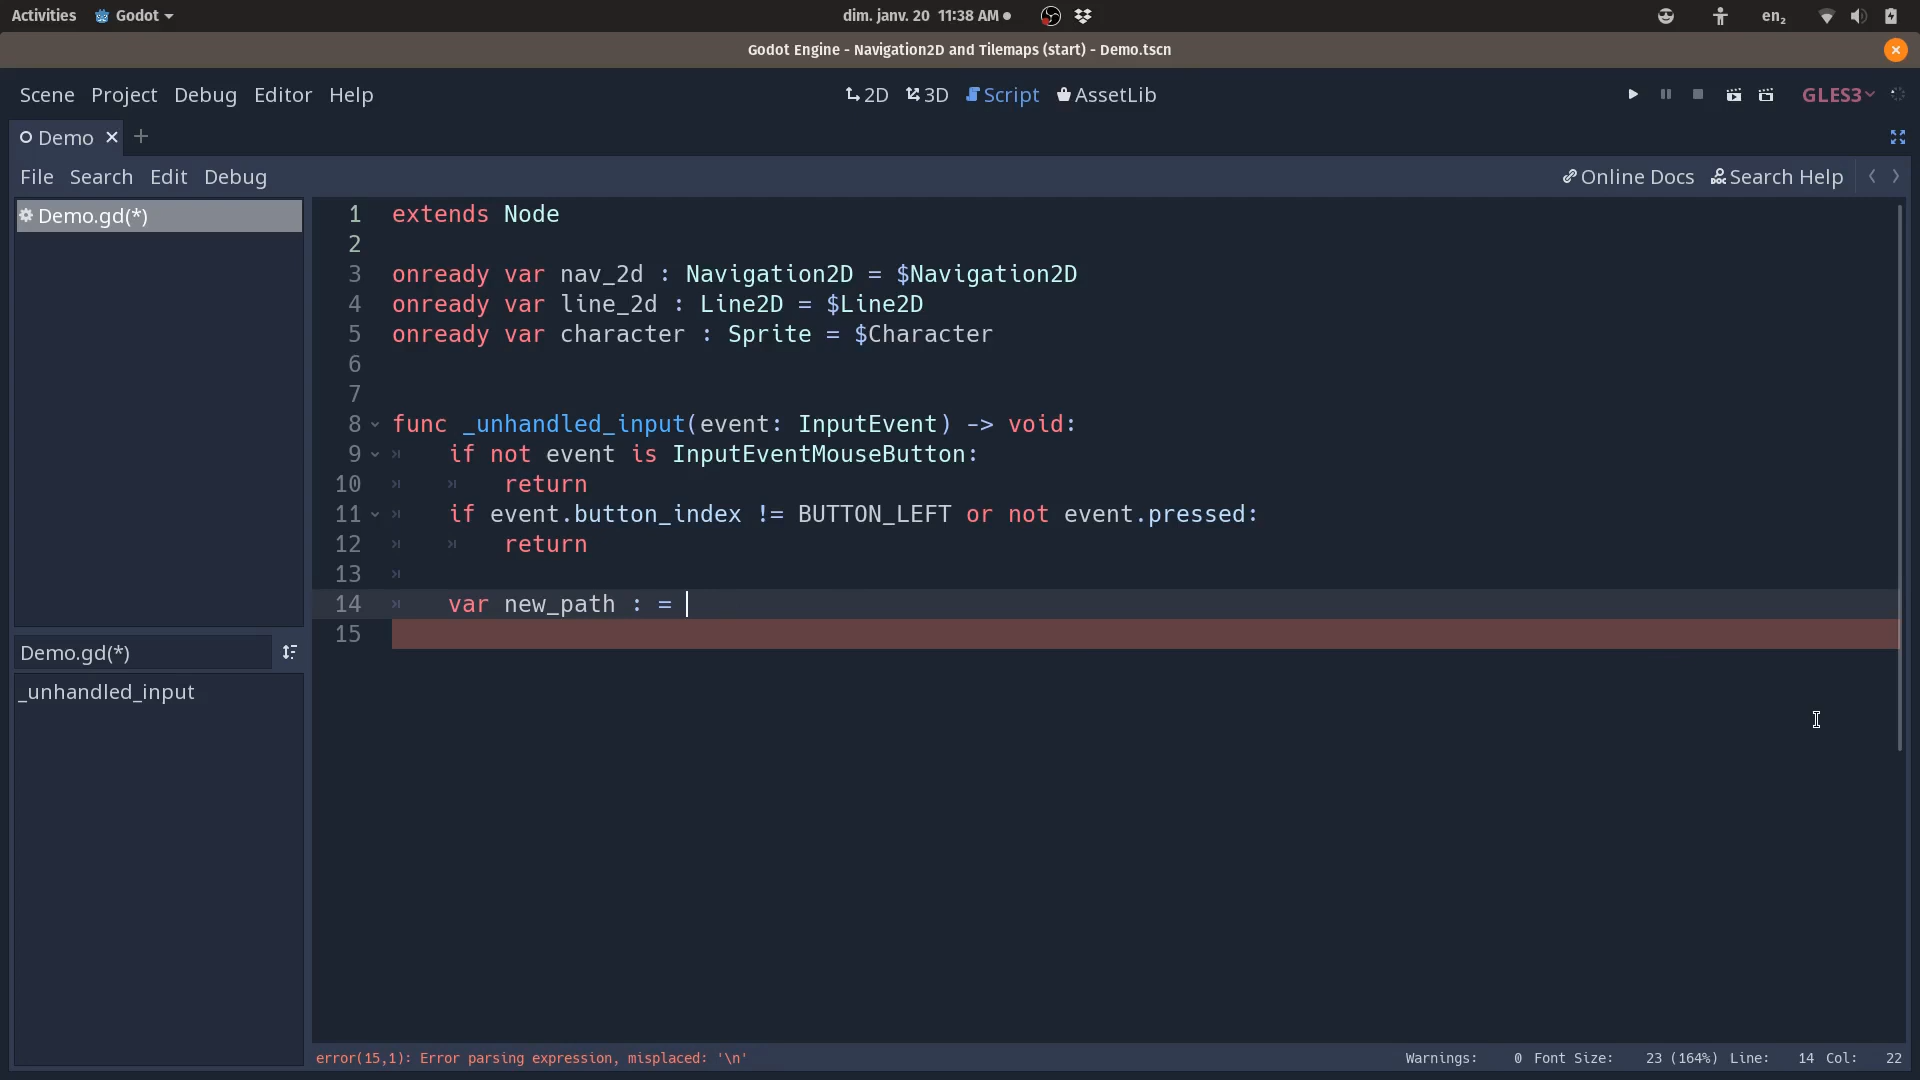 Activities Godot dim. janv. 20 11:38 AM en₂
Godot Engine - Navigation2D and Tilemaps (start) - Demo.tscn
Scene Project Debug Editor Help 2D 3D Script AssetLib GLES3
Demo
File Search Edit Debug Online Docs Search Help
Demo.gd(*)
1 extends Node
2
3 onready var nav_2d : Navigation2D = $Navigation2D
4 onready var line_2d : Line2D = $Line2D
5 onready var character : Sprite = $Character
6
7
8 func _unhandled_input(event: InputEvent) -> void:
9 if not event is InputEventMouseButton:
10 return
11 if event.button_index != BUTTON_LEFT or not event.pressed:
12 return
13
14 var new_path : =
15
Demo.gd(*)
_unhandled_input
error(15,1): Error parsing expression, misplaced: '\n' Warnings: 0 Font Size: 23 (164%) Line: 14 Col: 22